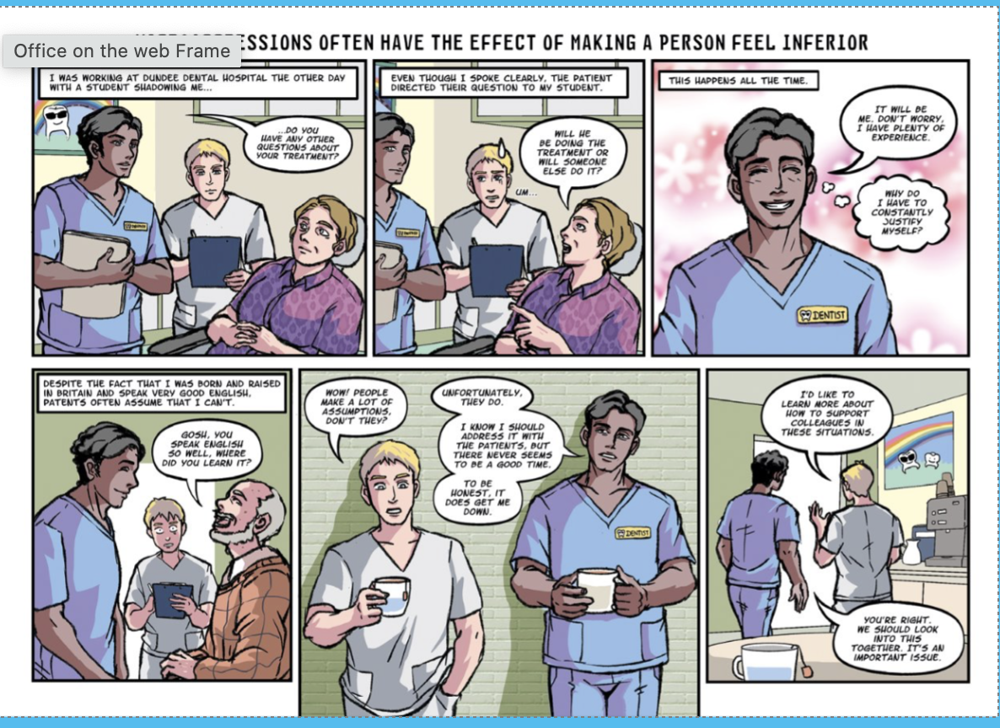 Office on the web Frame
ESSIONS OFTEN HAVE THE EFFECT OF MAKING A PERSON FEEL INFERIOR
I WAS WORKING AT DUNDEE DENTAL HOSPITAL THE OTHER DAY
WITH A STUDENT SHADOWING ME...
...DO YOU
HAVE ANY OTHER
QUESTIONS ABOUT
YOUR TREATMENT?
DENTIST
EVEN THOUGH I SPOKE CLEARLY, THE PATIENT
DIRECTED THEIR QUESTION TO MY STUDENT.
WILL HE
BE DOING THE
TREATMENT OR
WILL SOMEONE
ELSE DO IT?
UM...
DENTIST
THIS HAPPENS ALL THE TIME.
IT WILL BE
ME. DON'T WORRY,
I HAVE PLENTY OF
EXPERIENCE.
WHY DO
I HAVE TO
CONSTANTLY
JUSTIFY
MYSELF?
DENTIST
DESPITE THE FACT THAT I WAS BORN AND RAISED
IN BRITAIN AND SPEAK VERY GOOD ENGLISH,
PATENTS OFTEN ASSUME THAT I CAN'T.
GOSH, YOU
SPEAK ENGLISH
SO WELL, WHERE
DID YOU LEARN IT?
WOW! PEOPLE
MAKE A LOT OF
ASSUMPTIONS,
DON'T THEY?
UNFORTUNATELY,
THEY DO.
I KNOW I SHOULD
ADDRESS IT WITH
THE PATIENTS, BUT
THERE NEVER SEEMS
TO BE A GOOD TIME.
TO BE
HONEST, IT
DOES GET ME
DOWN.
DENTIST
I'D LIKE TO
LEARN MORE ABOUT
HOW TO SUPPORT
COLLEAGUES IN
THESE SITUATIONS.
YOU'RE RIGHT.
WE SHOULD LOOK
INTO THIS
TOGETHER. IT'S AN
IMPORTANT ISSUE.